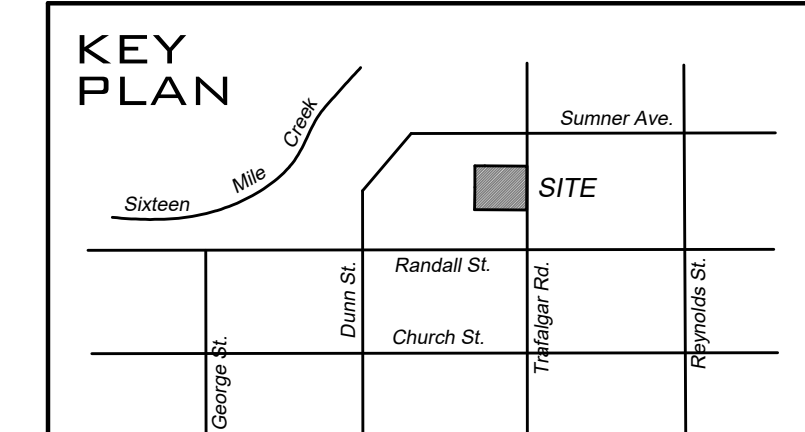 KEY
PLAN
Sixteen Mile Creek
Sumner Ave.
SITE
Randall St.
Church St.
George St.
Dunn St.
Trafalgar Rd.
Reynolds St.